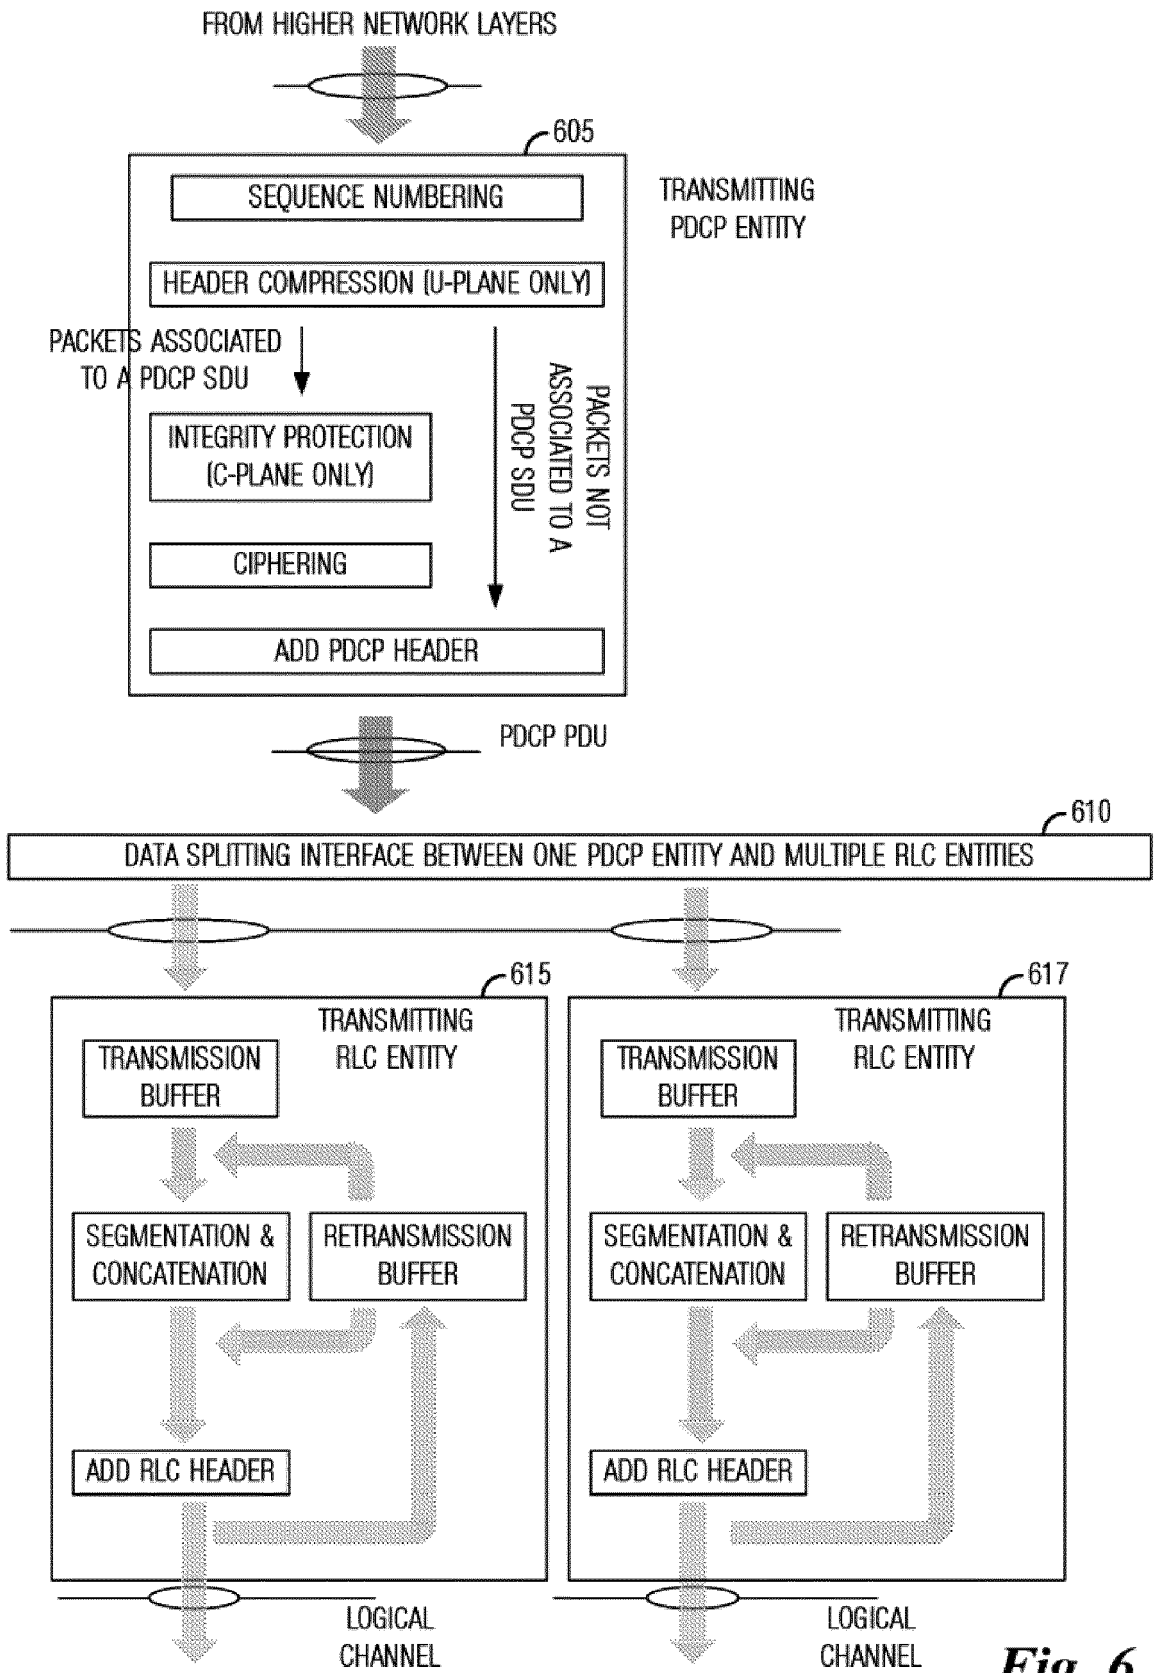 FROM HIGHER NETWORK LAYERS
605
SEQUENCE NUMBERING
TRANSMITTING
PDCP ENTITY
HEADER COMPRESSION (U-PLANE ONLY)
PACKETS ASSOCIATED
TO A PDCP SDU
PACKETS NOT
ASSOCIATED TO A
PDCP SDU
INTEGRITY PROTECTION
(C-PLANE ONLY)
CIPHERING
ADD PDCP HEADER
PDCP PDU
610
DATA SPLITTING INTERFACE BETWEEN ONE PDCP ENTITY AND MULTIPLE RLC ENTITIES
615
TRANSMITTING
RLC ENTITY
TRANSMISSION
BUFFER
SEGMENTATION &
CONCATENATION
RETRANSMISSION
BUFFER
ADD RLC HEADER
LOGICAL
CHANNEL
617
TRANSMITTING
RLC ENTITY
TRANSMISSION
BUFFER
SEGMENTATION &
CONCATENATION
RETRANSMISSION
BUFFER
ADD RLC HEADER
LOGICAL
CHANNEL
Fig. 6